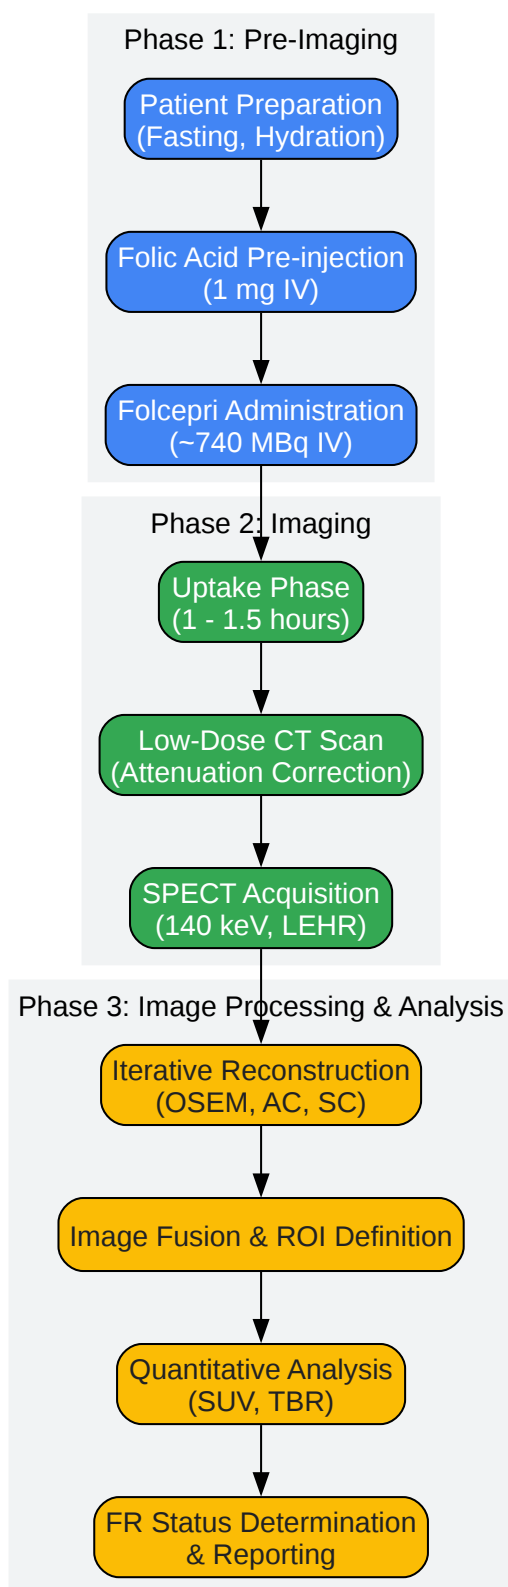 Phase 1: Pre-Imaging
Patient Preparation
(Fasting, Hydration)
Folic Acid Pre-injection
(1 mg IV)
Folcepri Administration
(~740 MBq IV)
Phase 2: Imaging
Uptake Phase
(1 - 1.5 hours)
Low-Dose CT Scan
(Attenuation Correction)
SPECT Acquisition
(140 keV, LEHR)
Phase 3: Image Processing & Analysis
Iterative Reconstruction
(OSEM, AC, SC)
Image Fusion & ROI Definition
Quantitative Analysis
(SUV, TBR)
FR Status Determination
& Reporting